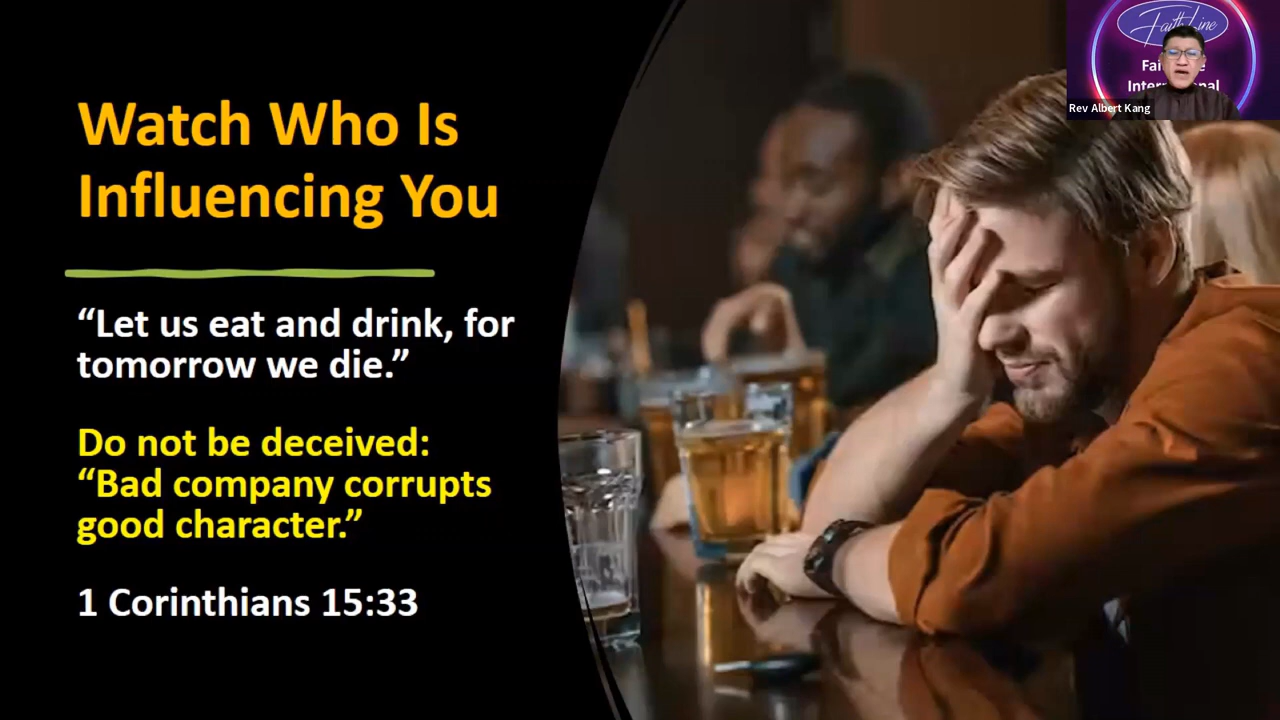 Watch Who Is
Influencing You
“Let us eat and drink, for
tomorrow we die.”
Do not be deceived:
“Bad company corrupts
good character.”
1 Corinthians 15:33
International
Rev Albert Kang